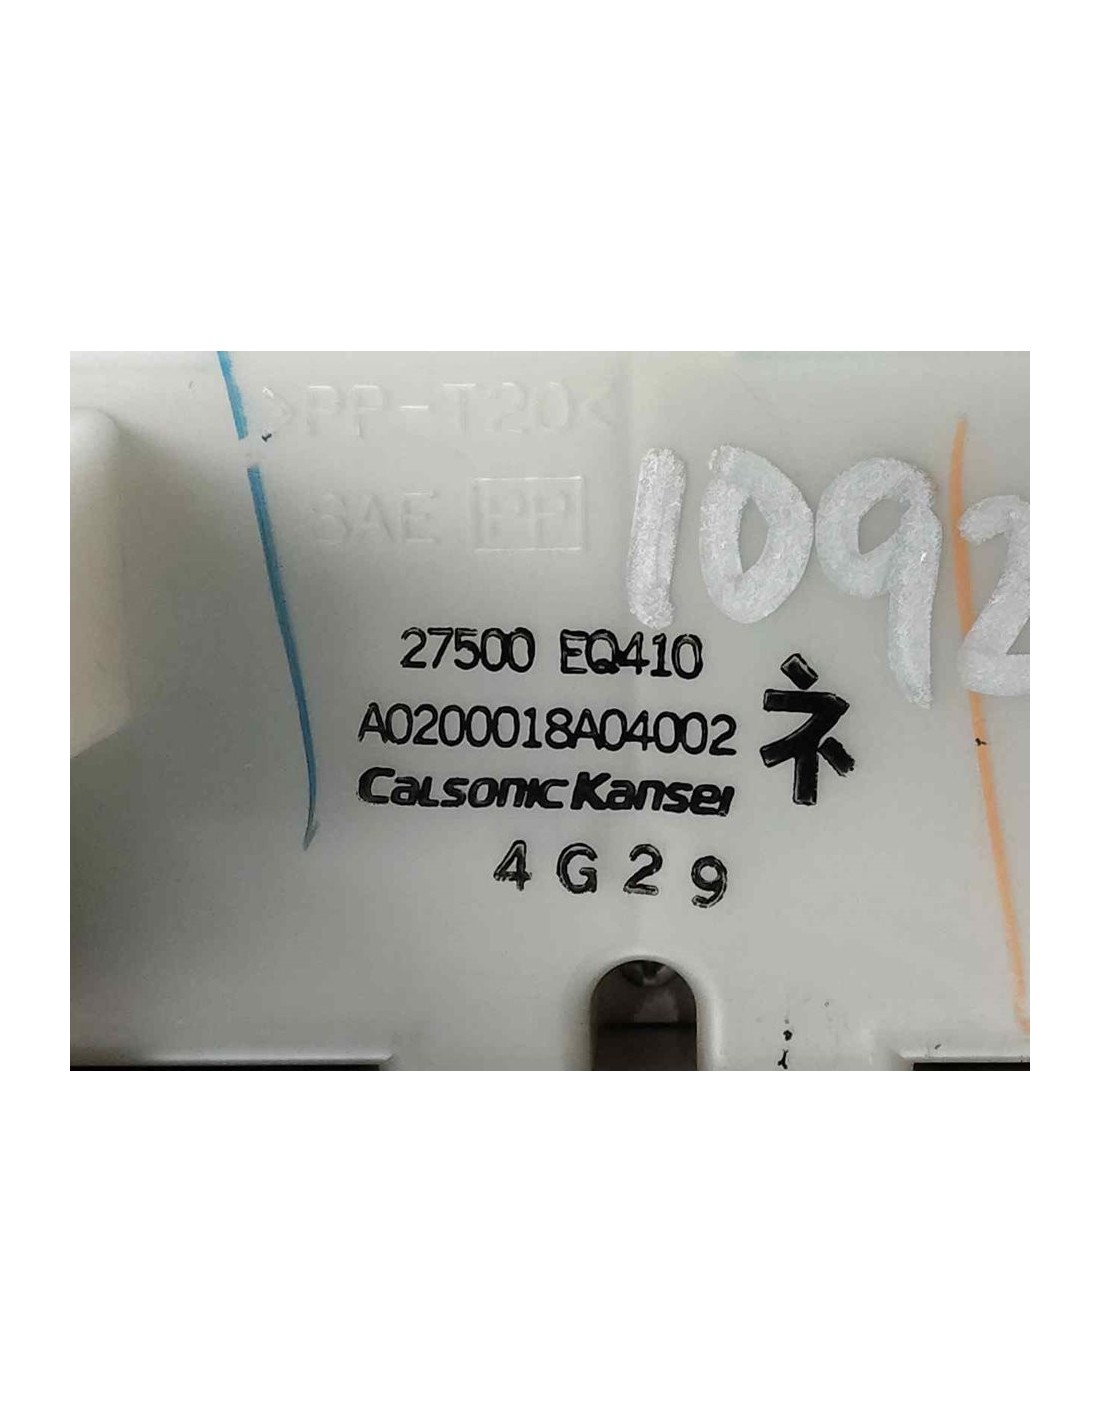 >PP-T20<
SAE PP
1092
27500 EQ410
A0200018A04002
ネ
CalsonicKansei
4G29